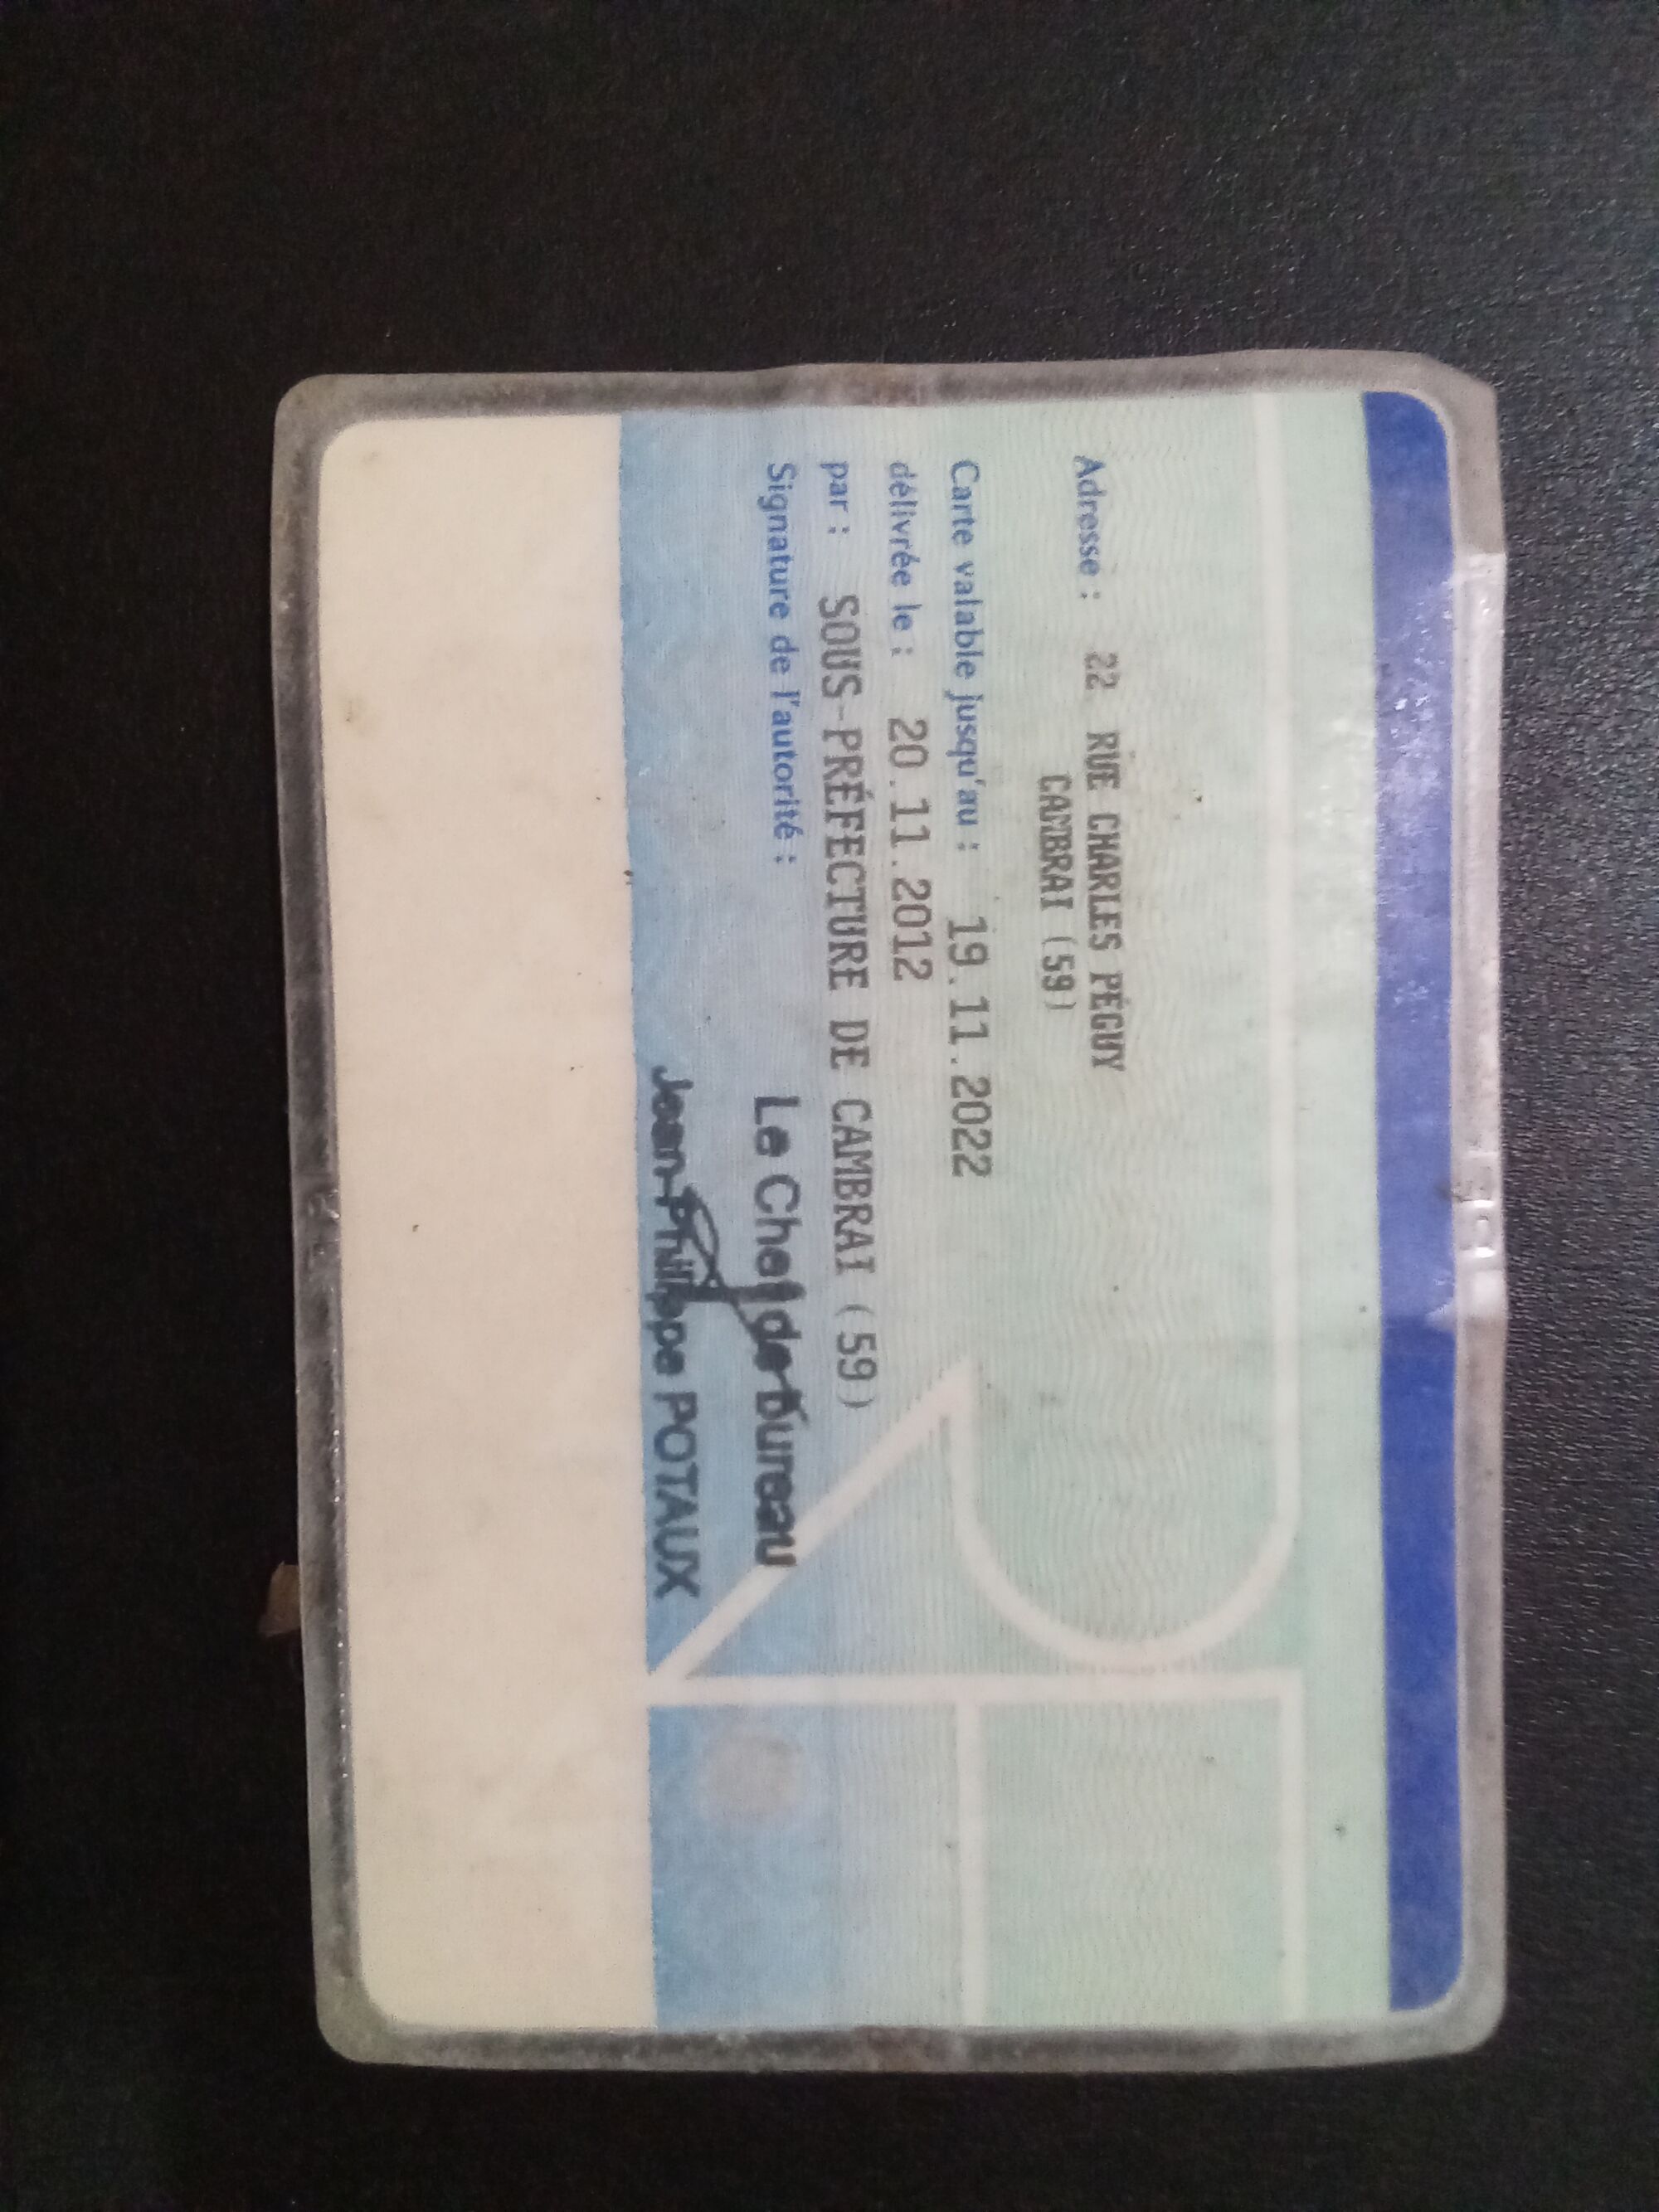 Adresse : 22 RUE CHARLES PÉGUY
CAMBRAI (59)
Carte valable jusqu'au : 19.11.2022
délivrée le : 20.11.2012
par : SOUS-PRÉFECTURE DE CAMBRAI (59)
Signature de l'autorité :
Le Chef de bureau
Jean-Philippe POTAUX